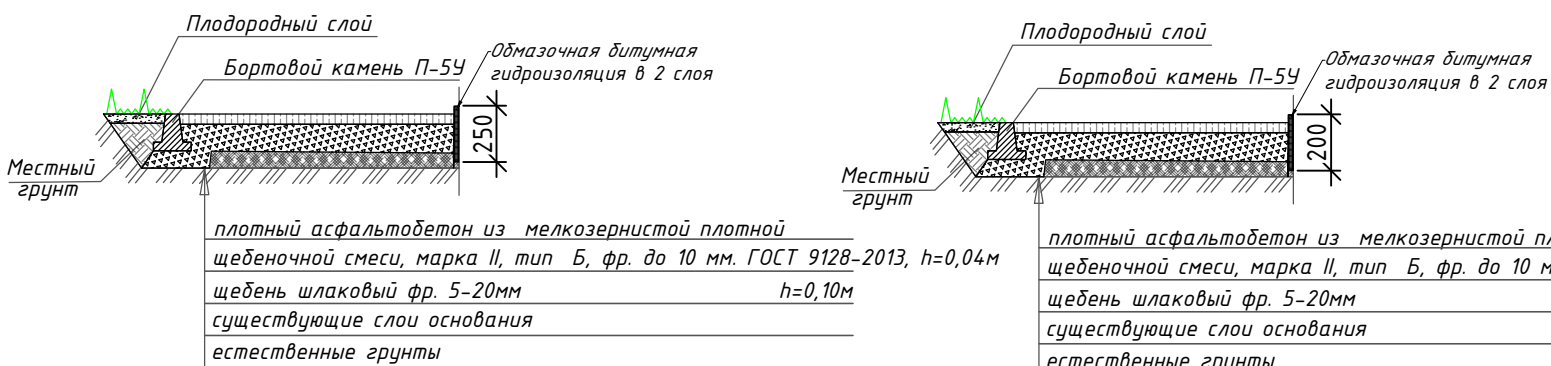 Плодородный слой
Бортовой камень П-5У
Обмазочная битумная
гидроизоляция в 2 слоя
250
Местный
грунт
плотный асфальтобетон из мелкозернистой плотной
щебеночной смеси, марка II, тип Б, фр. до 10 мм. ГОСТ 9128-2013, h=0,04м
щебень шлаковый фр. 5-20мм h=0,10м
существующие слои основания
естественные грунты
Плодородный слой
Бортовой камень П-5У
Обмазочная битумная
гидроизоляция в 2 слоя
200
Местный
грунт
плотный асфальтобетон из мелкозернистой
щебеночной смеси, марка II, тип Б, фр. до 10
щебень шлаковый фр. 5-20мм
существующие слои основания
естественные грунты